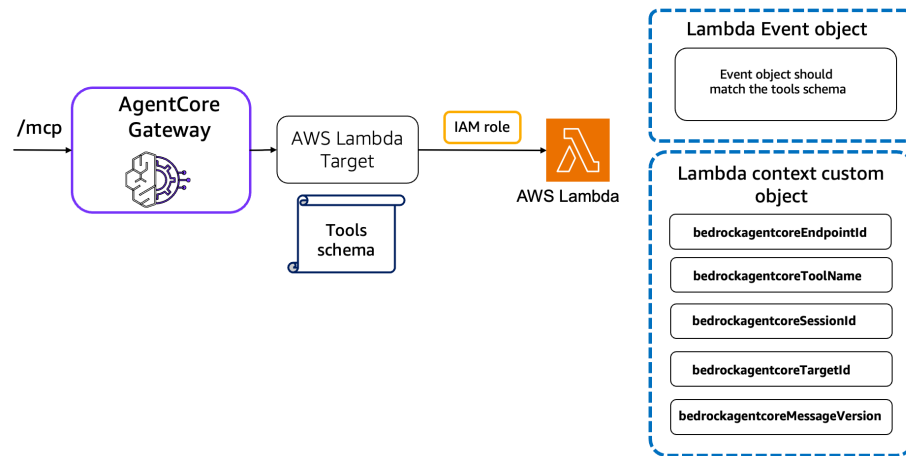 /mcp
AgentCore
Gateway
AWS Lambda
Target
Tools
schema
IAM role
AWS Lambda
Lambda Event object
Event object should
match the tools schema
Lambda context custom
object
bedrockagentcoreEndpointId
bedrockagentcoreToolName
bedrockagentcoreSessionId
bedrockagentcoreTargetId
bedrockagentcoreMessageVersion